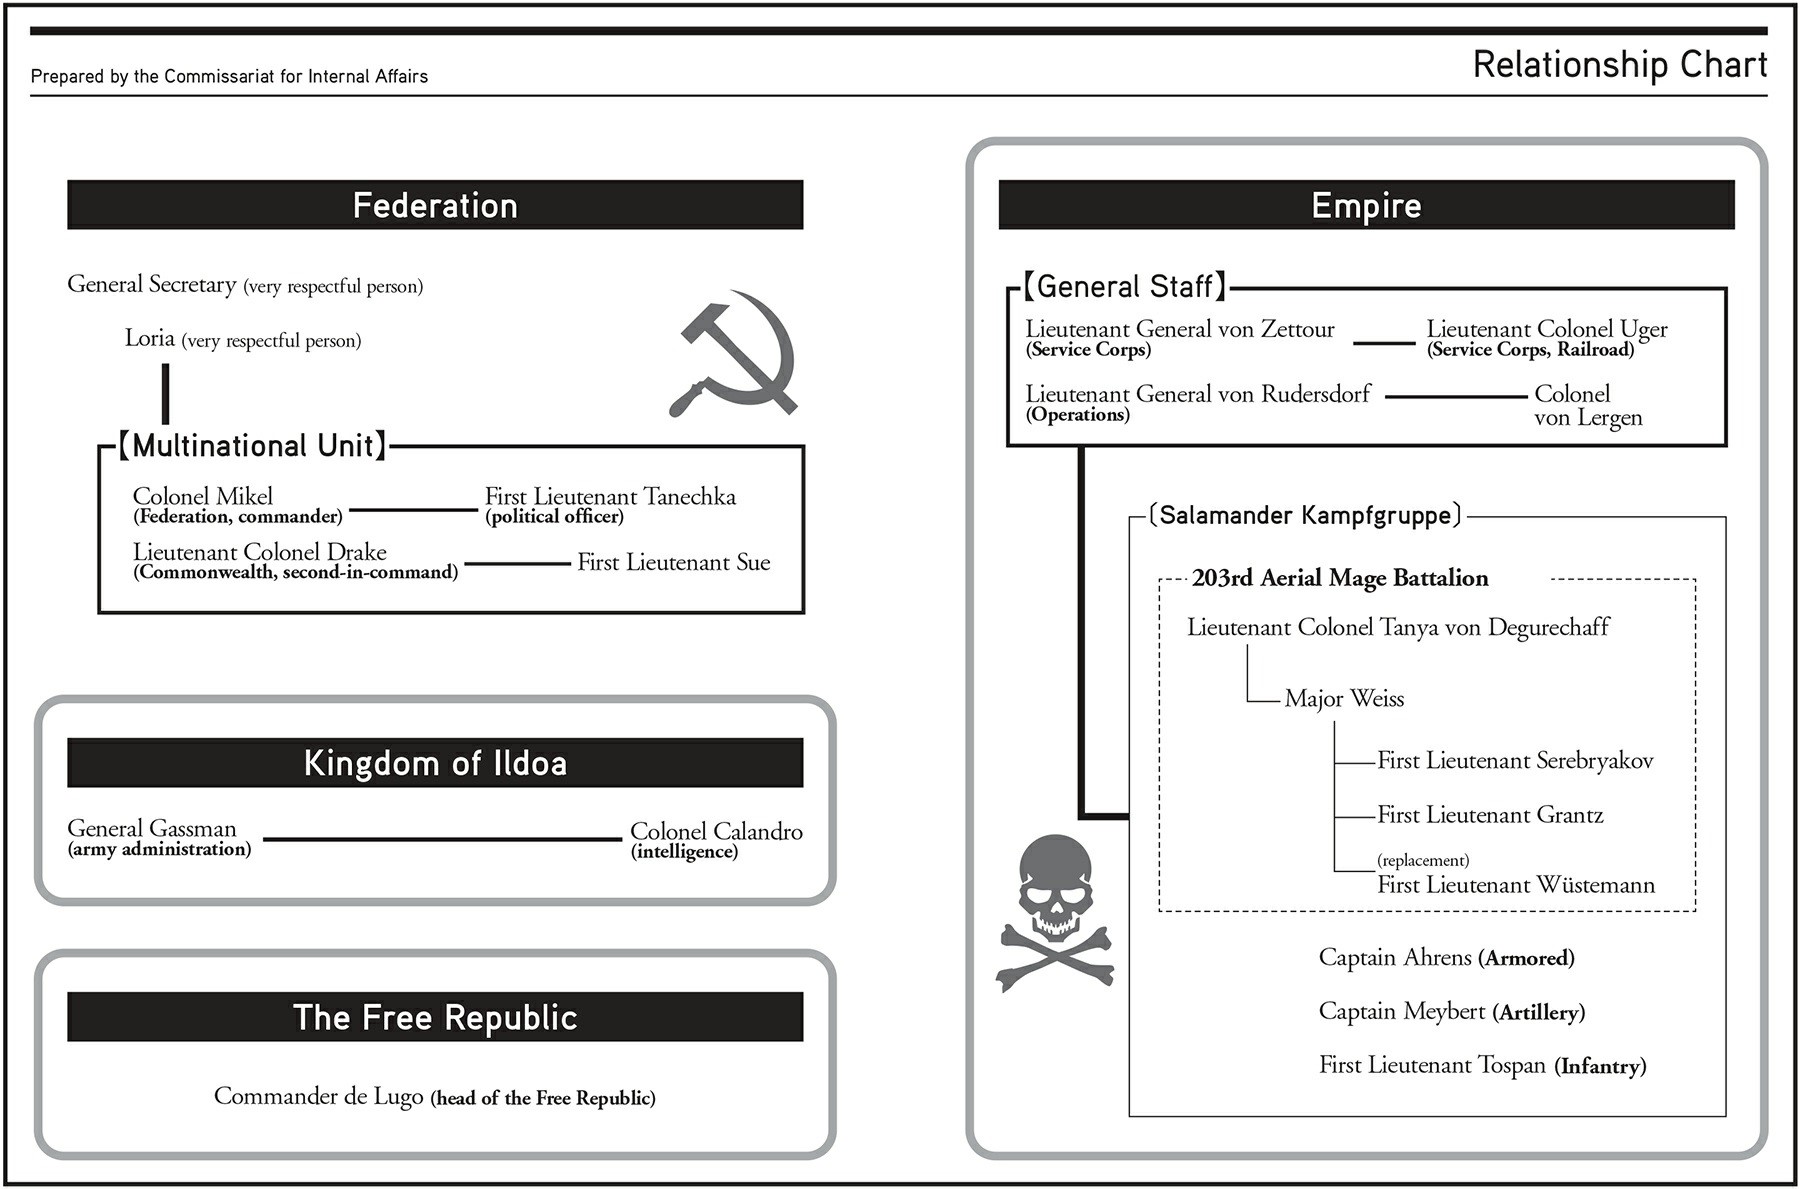 Prepared by the Commissariat for Internal Affairs
Relationship Chart
Federation
General Secretary (very respectful person)
Loria (very respectful person)
【Multinational Unit】
Colonel Mikel
(Federation, commander)
First Lieutenant Tanechka
(political officer)
Lieutenant Colonel Drake
(Commonwealth, second-in-command)
First Lieutenant Sue
Kingdom of Ildoa
General Gassman
(army administration)
Colonel Calandro
(intelligence)
The Free Republic
Commander de Lugo (head of the Free Republic)
Empire
【General Staff】
Lieutenant General von Zettour
(Service Corps)
Lieutenant Colonel Uger
(Service Corps, Railroad)
Lieutenant General von Rudersdorf
(Operations)
Colonel
von Lergen
〔Salamander Kampfgruppe〕
203rd Aerial Mage Battalion
Lieutenant Colonel Tanya von Degurechaff
Major Weiss
First Lieutenant Serebryakov
First Lieutenant Grantz
(replacement)
First Lieutenant Wüstemann
Captain Ahrens (Armored)
Captain Meybert (Artillery)
First Lieutenant Tospan (Infantry)